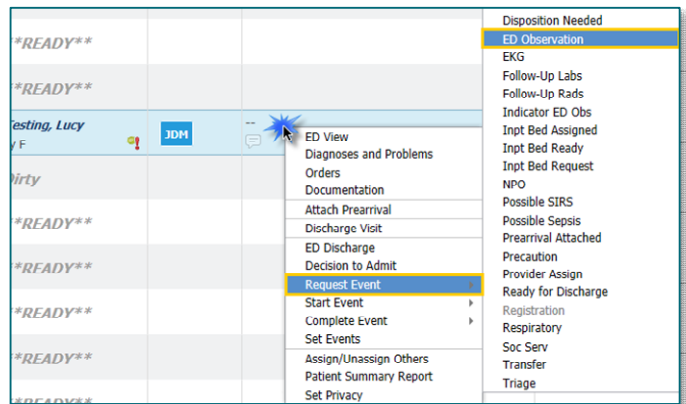 *READY**
*READY**
Testing, Lucy
y F
JDM
--
Dirty
*READY**
*READY**
*READY**
*READY**
*READY**
ED View
Diagnoses and Problems
Orders
Documentation
Attach Prearrival
Discharge Visit
ED Discharge
Decision to Admit
Request Event
Start Event
Complete Event
Set Events
Assign/Unassign Others
Patient Summary Report
Set Privacy
Disposition Needed
ED Observation
EKG
Follow-Up Labs
Follow-Up Rads
Indicator ED Obs
Inpt Bed Assigned
Inpt Bed Ready
Inpt Bed Request
NPO
Possible SIRS
Possible Sepsis
Prearrival Attached
Precaution
Provider Assign
Ready for Discharge
Registration
Respiratory
Soc Serv
Transfer
Triage